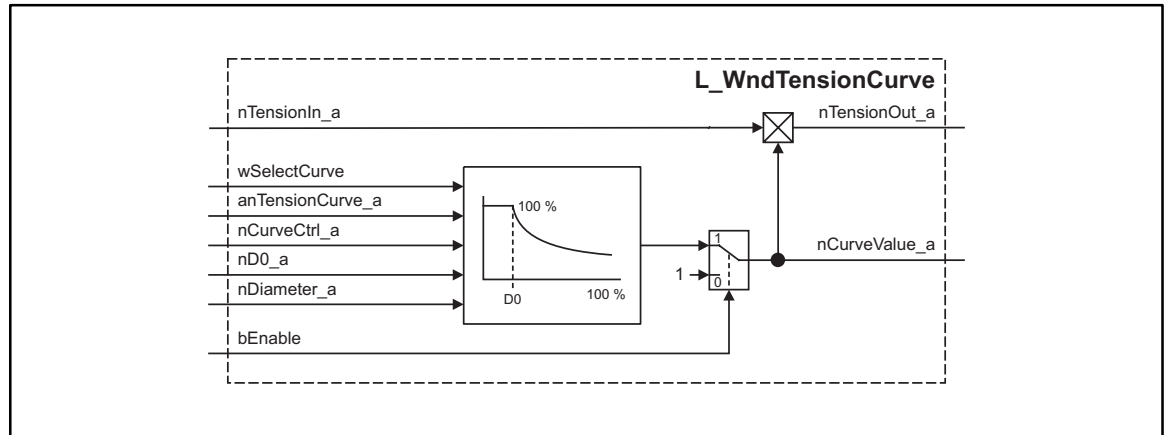 L_WndTensionCurve
nTensionIn_a
nTensionOut_a
wSelectCurve
anTensionCurve_a
nCurveCtrl_a
nD0_a
nDiameter_a
bEnable
100 %
D0
100 %
1
1
0
nCurveValue_a